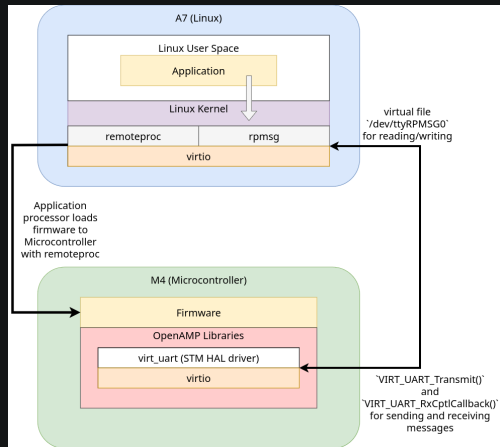 A7 (Linux)
Linux User Space
Application
Linux Kernel
remoteproc
rpmsg
virtio
virtual file
`/dev/ttyRPMSG0`
for reading/writing
Application
processor loads
firmware to
Microcontroller
with remoteproc
M4 (Microcontroller)
Firmware
OpenAMP Libraries
virt_uart (STM HAL driver)
virtio
`VIRT_UART_Transmit()`
and
`VIRT_UART_RxCptlCallback()`
for sending and receiving
messages